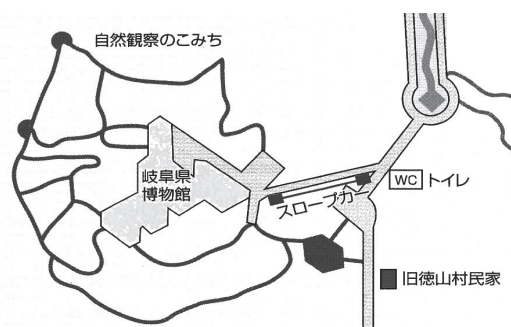 自然観察のこみち
岐阜県
博物館
WC トイレ
スロープカー
旧徳山村民家